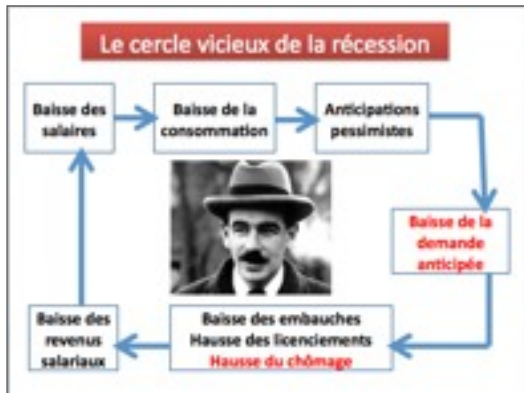 Le cercle vicieux de la récession
Baisse des
salaires
Baisse de la
consommation
Anticipations
pessimistes
Baisse de la
demande
anticipée
Baisse des embauches
Hausse des licenciements
Hausse du chômage
Baisse des
revenus
salariaux